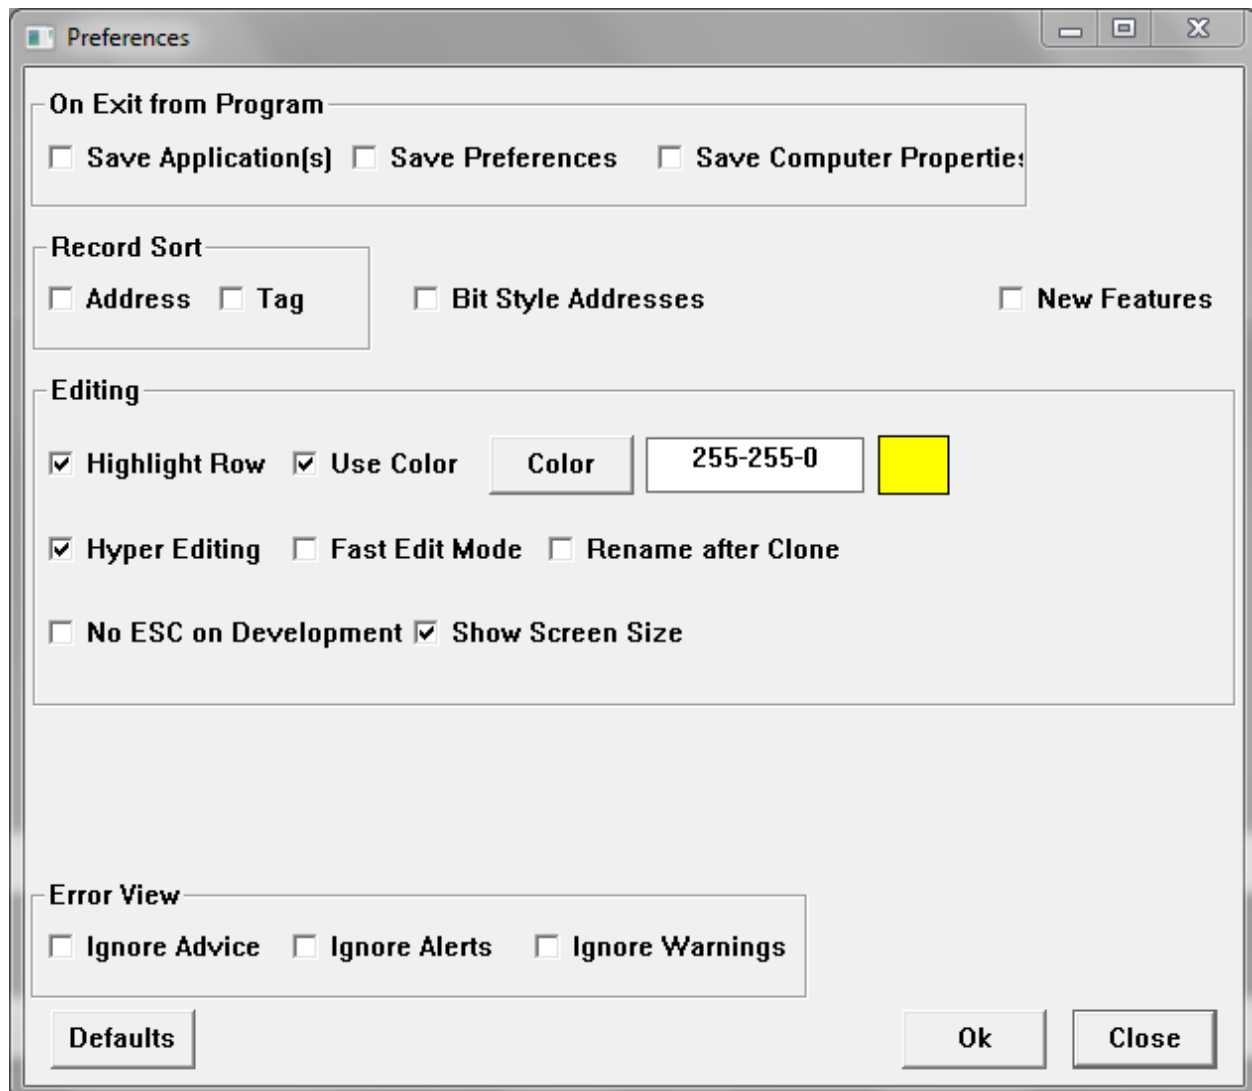 Preferences
On Exit from Program
Save Application(s) Save Preferences Save Computer Properties
Record Sort
Address Tag Bit Style Addresses New Features
Editing
Highlight Row Use Color Color 255-255-0
Hyper Editing Fast Edit Mode Rename after Clone
No ESC on Development Show Screen Size
Error View
Ignore Advice Ignore Alerts Ignore Warnings
Defaults Ok Close